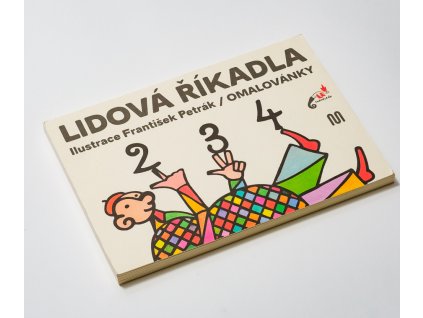 LIDOVÁ ŘÍKADLA
Ilustrace František Petrák / OMALOVÁNKY
2 3 4